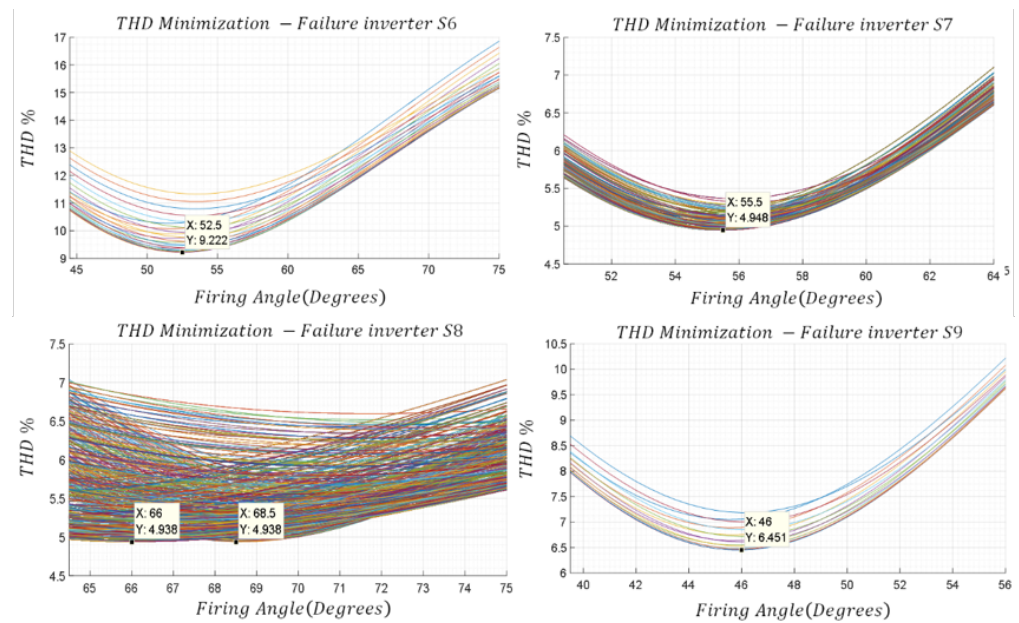 THD Minimization – Failure inverter S6
17
16
15
14
13
12
11
10
9
THD %
X: 52.5
Y: 9.222
45 50 55 60 65 70 75
Firing Angle(Degrees)
THD Minimization – Failure inverter S7
7.5
7
6.5
6
5.5
5
4.5
THD %
X: 55.5
Y: 4.948
52 54 56 58 60 62 64 5
Firing Angle(Degrees)
THD Minimization – Failure inverter S8
7.5
7
6.5
6
5.5
5
4.5
THD %
X: 66
Y: 4.938
X: 68.5
Y: 4.938
65 66 67 68 69 70 71 72 73 74 75
Firing Angle(Degrees)
THD Minimization – Failure inverter S9
10.5
10
9.5
9
8.5
8
7.5
7
6.5
6
THD %
X: 46
Y: 6.451
40 42 44 46 48 50 52 54 56
Firing Angle(Degrees)